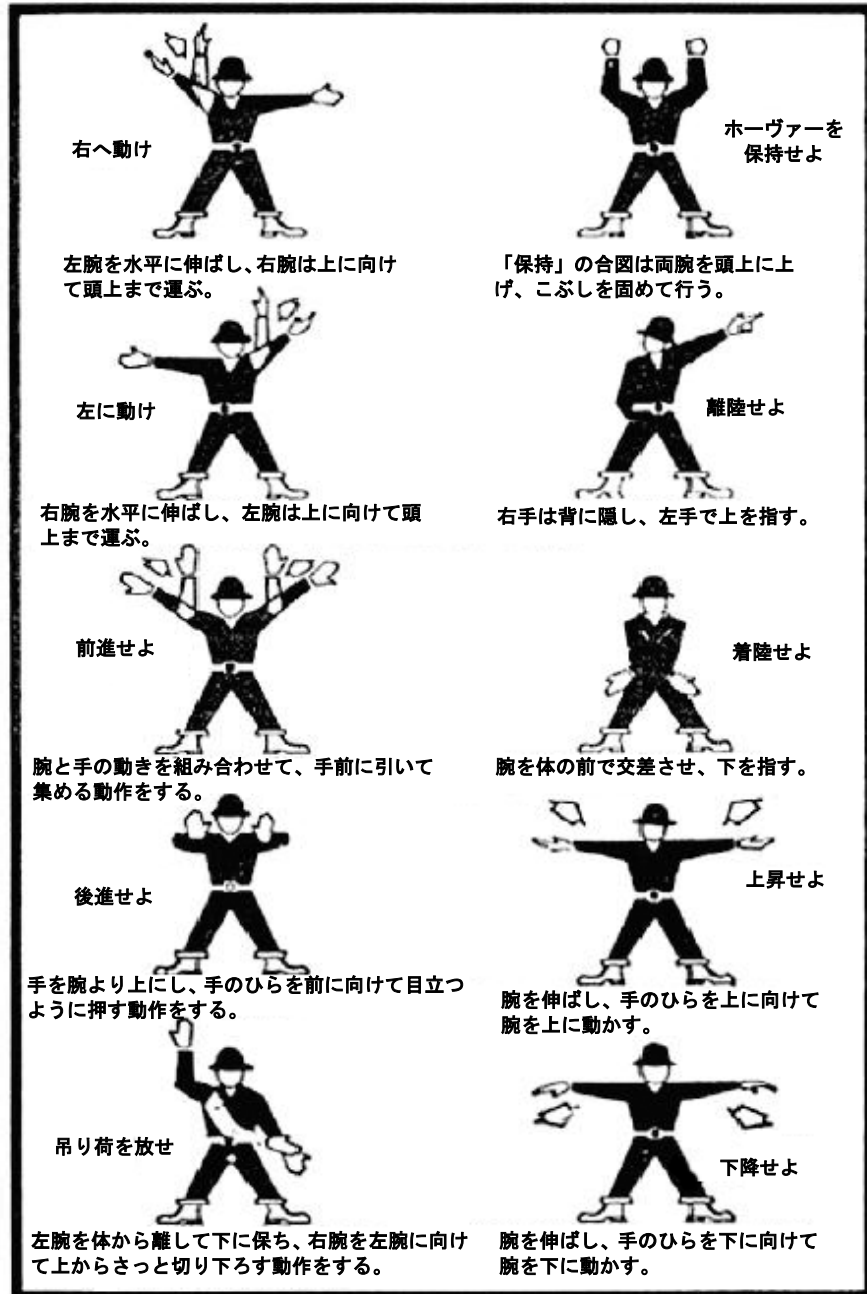 右へ動け
左腕を水平に伸ばし、右腕は上に向け
て頭上まで運ぶ。
ホーヴァーを
保持せよ
「保持」の合図は両腕を頭上に上
げ、こぶしを固めて行う。
左に動け
右腕を水平に伸ばし、左腕は上に向けて頭
上まで運ぶ。
離陸せよ
右手は背に隠し、左手で上を指す。
前進せよ
腕と手の動きを組み合わせて、手前に引いて
集める動作をする。
着陸せよ
腕を体の前で交差させ、下を指す。
後進せよ
手を腕より上にし、手のひらを前に向けて目立つ
ように押す動作をする。
上昇せよ
腕を伸ばし、手のひらを上に向けて
腕を上に動かす。
吊り荷を放せ
左腕を体から離して下に保ち、右腕を左腕に向け
て上からさっと切り下ろす動作をする。
下降せよ
腕を伸ばし、手のひらを下に向けて
腕を下に動かす。